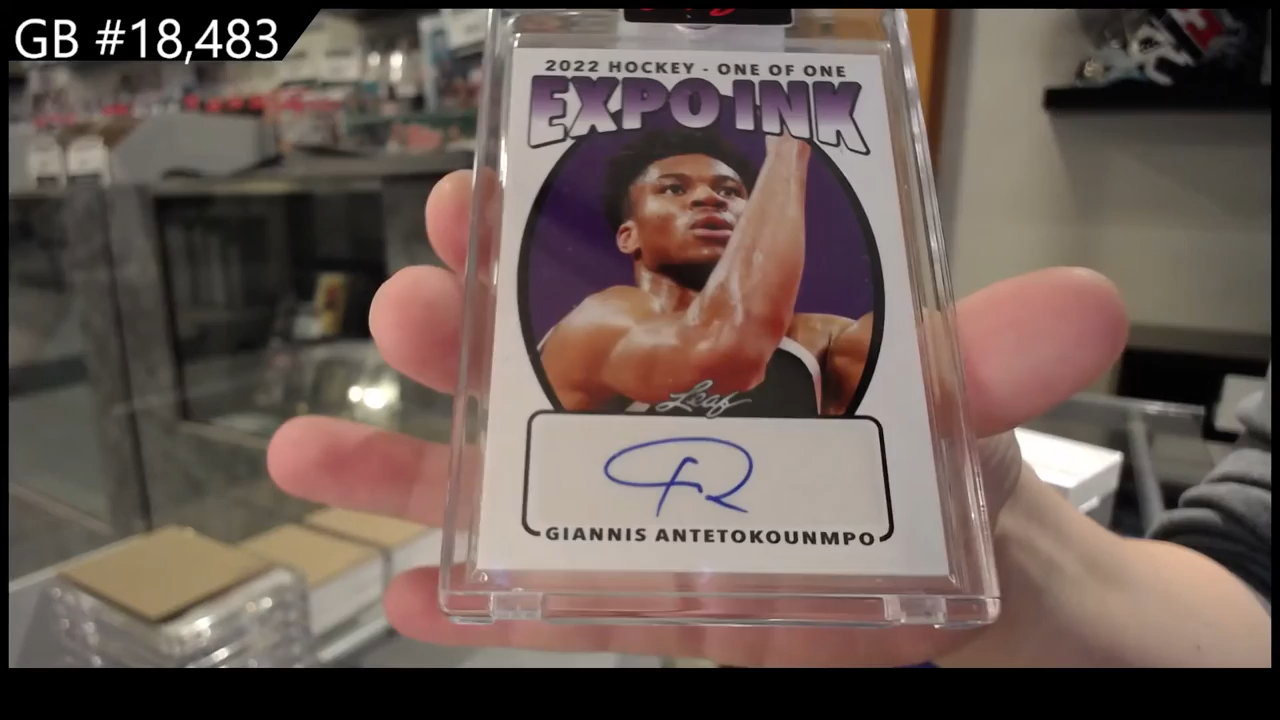 GB #18,483
2022 HOCKEY - ONE OF ONE
EXPO INK
Leaf
GIANNIS ANTETOKOUNMPO